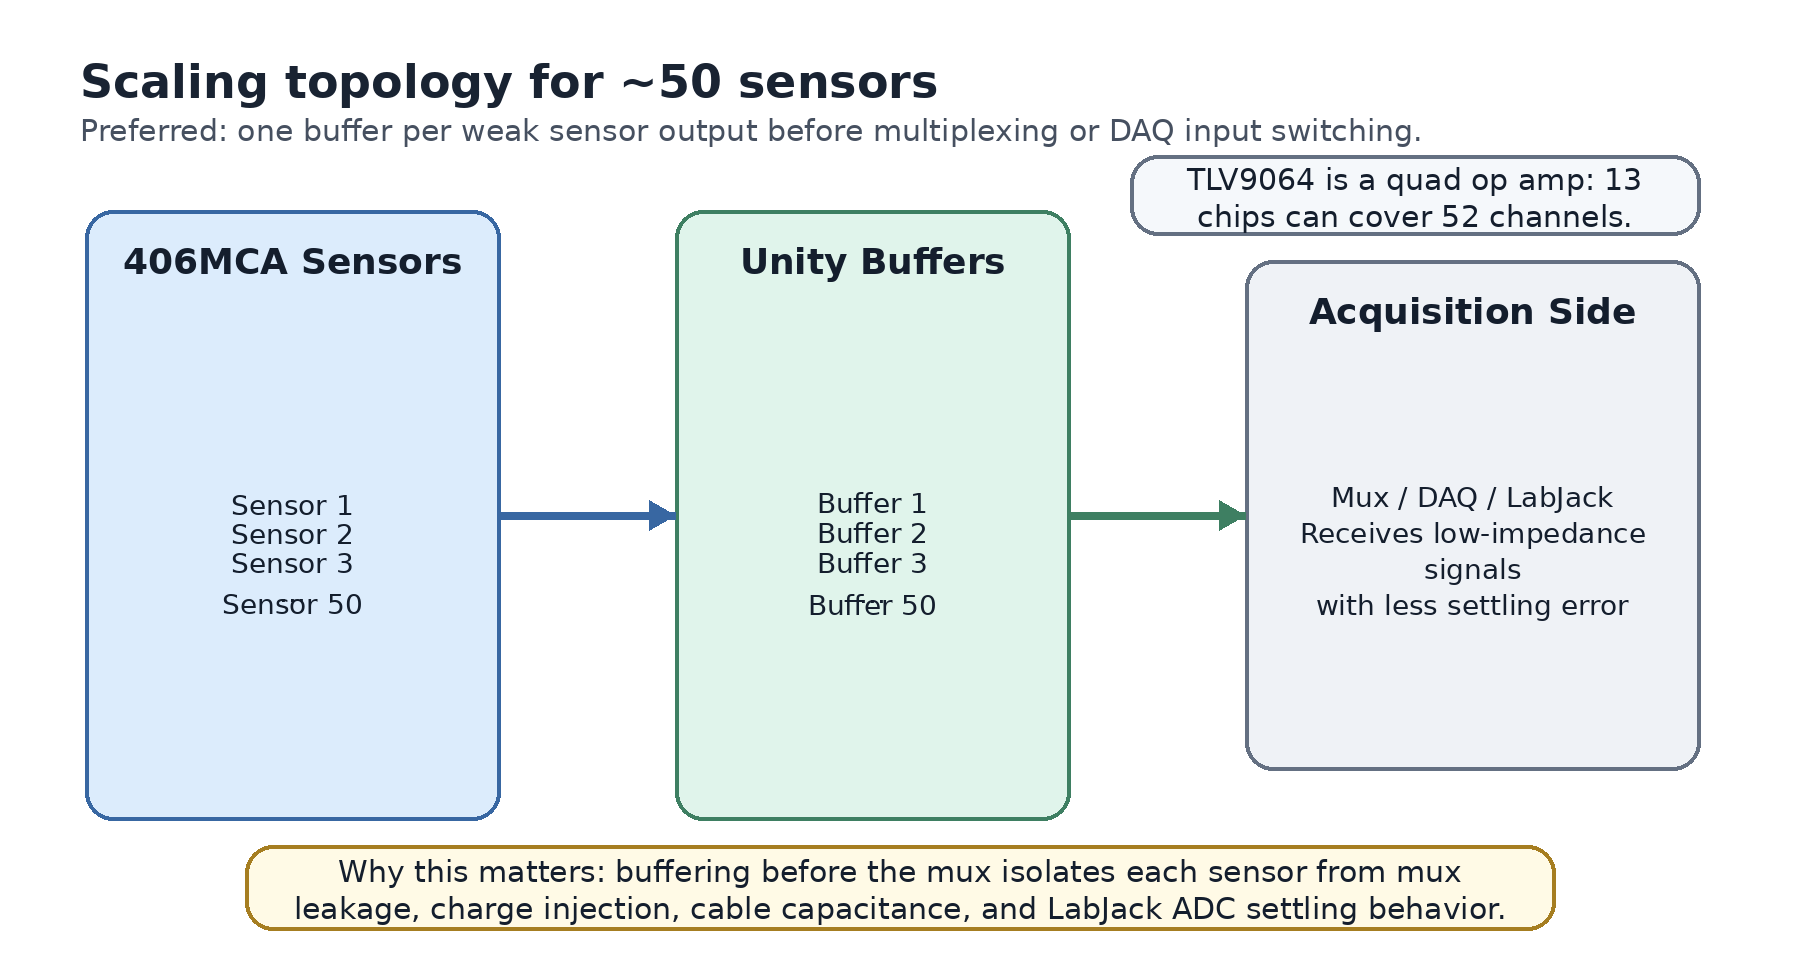 Scaling topology for ~50 sensors
Preferred: one buffer per weak sensor output before multiplexing or DAQ input switching.
TLV9064 is a quad op amp: 13
chips can cover 52 channels.
406MCA Sensors
Sensor 1
Sensor 2
Sensor 3
...
Sensor 50
Unity Buffers
Buffer 1
Buffer 2
Buffer 3
...
Buffer 50
Acquisition Side
Mux / DAQ / LabJack
Receives low-impedance
signals
with less settling error
Why this matters: buffering before the mux isolates each sensor from mux
leakage, charge injection, cable capacitance, and LabJack ADC settling behavior.